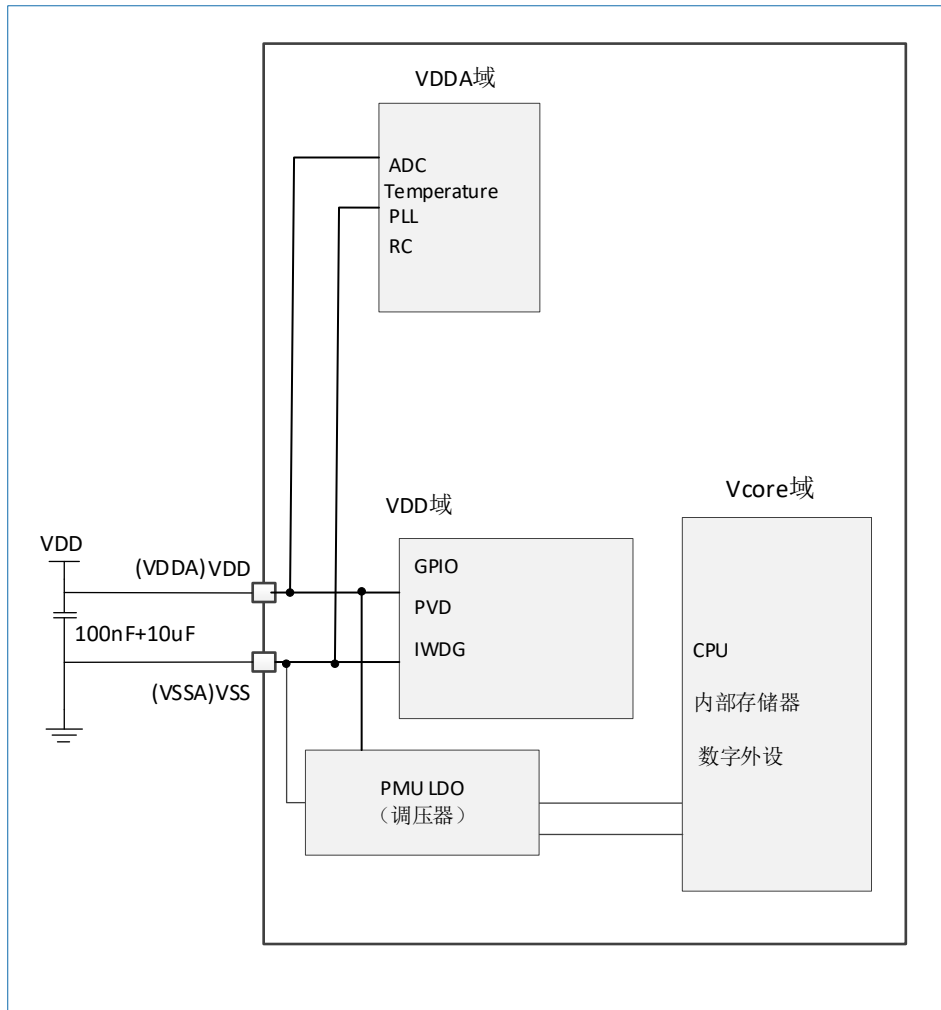 VDDA域
ADC
Temperature
PLL
RC
Vcore域
VDD域
VDD
(VDDA)VDD
GPIO
PVD
100nF+10uF
IWDG
CPU
(VSSA)VSS
内部存储器
数字外设
PMU LDO
（调压器）